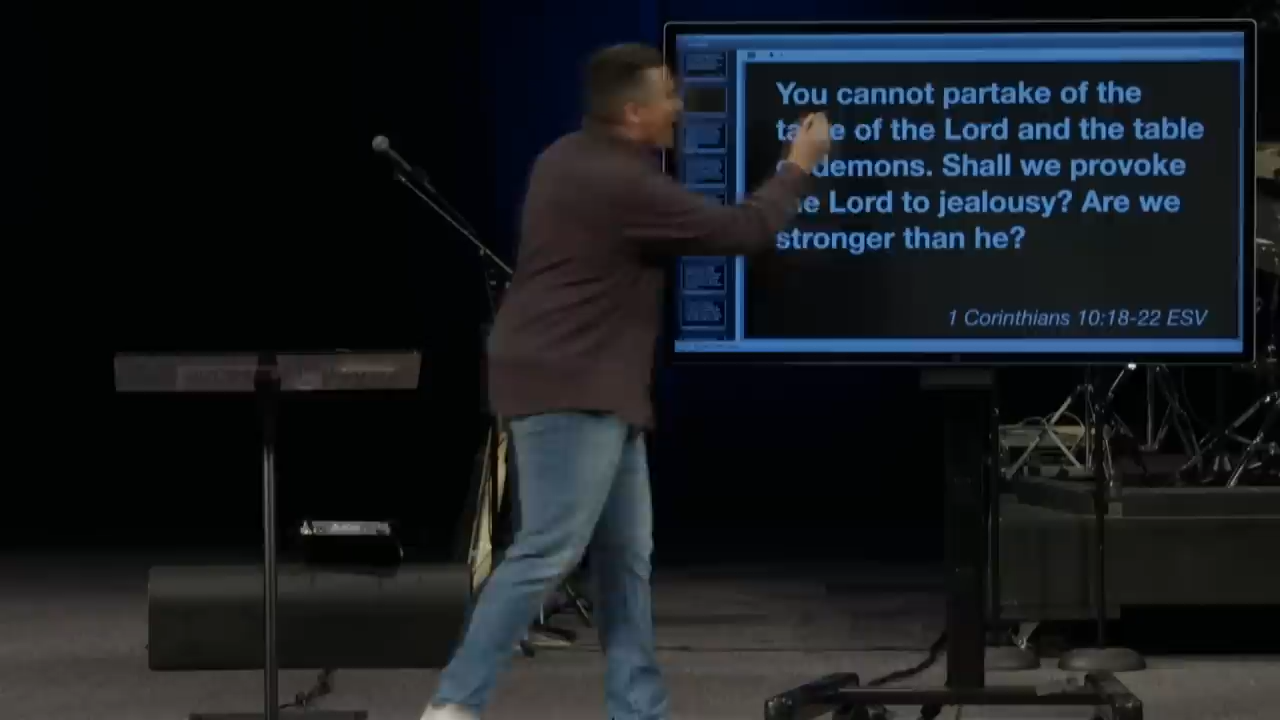 You cannot partake of the
of the Lord and the table
demons. Shall we provoke
Lord to jealousy? Are we
stronger than he?
1 Corinthians 10:18-22 ESV